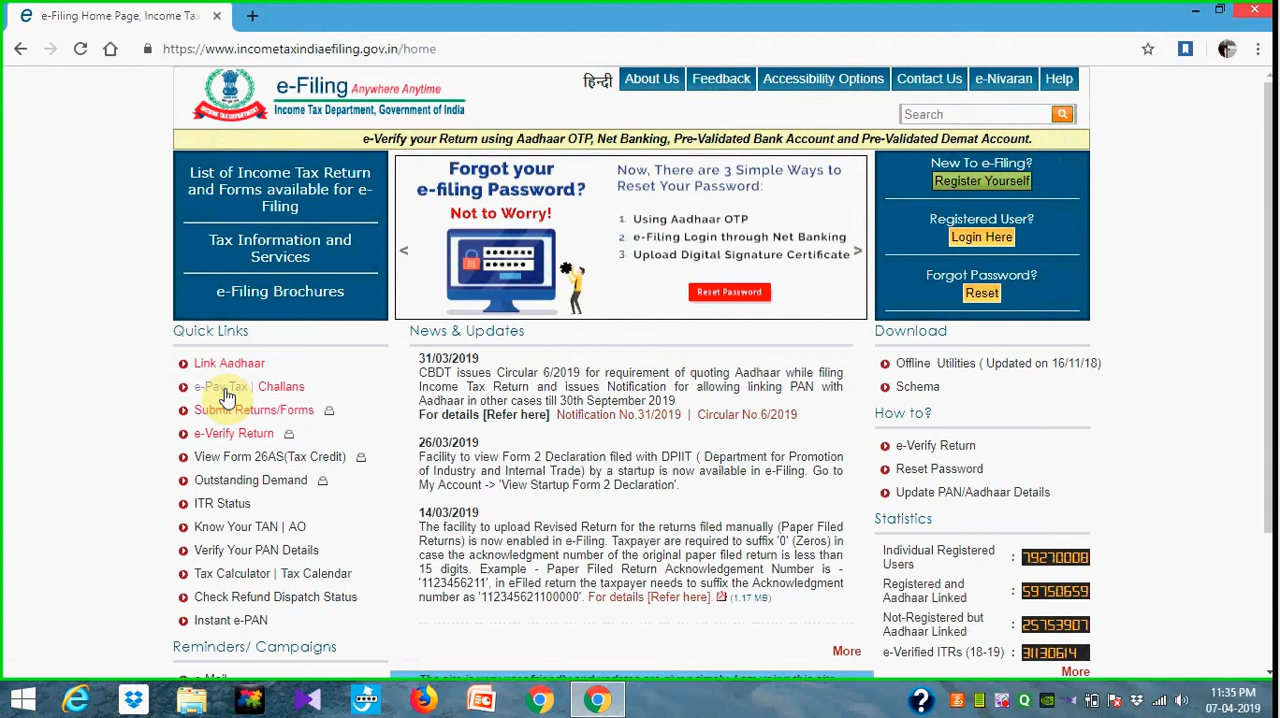 e-Filing Home Page, Income Ta
https://www.incometaxindiaefiling.gov.in/home
e-Filing Anywhere Anytime
Income Tax Department, Government of India
INCOME TAX DEPARTMENT
हिन्दी About Us Feedback Accessibility Options Contact Us e-Nivaran Help
Search
e-Verify your Return using Aadhaar OTP, Net Banking, Pre-Validated Bank Account and Pre-Validated Demat Account.
List of Income Tax Return
and Forms available for e-
Filing
Tax Information and
Services
e-Filing Brochures
Forgot your
e-filing Password?
Not to Worry!
Now, There are 3 Simple Ways to
Reset Your Password:
1. Using Aadhaar OTP
2. e-Filing Login through Net Banking
3. Upload Digital Signature Certificate
Reset Password
< >
New To e-Filing?
Register Yourself
Registered User?
Login Here
Forgot Password?
Reset
Quick Links
Link Aadhaar
e-Pay Tax | Challans
Submit Returns/Forms
e-Verify Return
View Form 26AS(Tax Credit)
Outstanding Demand
ITR Status
Know Your TAN | AO
Verify Your PAN Details
Tax Calculator | Tax Calendar
Check Refund Dispatch Status
Instant e-PAN
Reminders/ Campaigns
News & Updates
31/03/2019
CBDT issues Circular 6/2019 for requirement of quoting Aadhaar while filing
Income Tax Return and issues Notification for allowing linking PAN with
Aadhaar in other cases till 30th September 2019
For details [Refer here] Notification No.31/2019 | Circular No.6/2019
26/03/2019
Facility to view Form 2 Declaration filed with DPIIT ( Department for Promotion
of Industry and Internal Trade) by a startup is now available in e-Filing. Go to
My Account -> 'View Startup Form 2 Declaration'.
14/03/2019
The facility to upload Revised Return for the returns filed manually (Paper Filed
Returns) is now enabled in e-Filing. Taxpayer are required to suffix '0' (Zeros) in
case the acknowledgment number of the original paper filed return is less than
15 digits. Example - Paper Filed Return Acknowledgement Number is -
'1123456211', in eFiled return the taxpayer needs to suffix the Acknowledgment
number as '112345621100000'. For details [Refer here]. (1.17 MB)
More
Download
Offline Utilities ( Updated on 16/11/18)
Schema
How to?
e-Verify Return
Reset Password
Update PAN/Aadhaar Details
Statistics
Individual Registered
Users : 79270008
Registered and
Aadhaar Linked : 59750659
Not-Registered but
Aadhaar Linked : 25753907
e-Verified ITRs (18-19) : 31130614
More
11:35 PM
07-04-2019